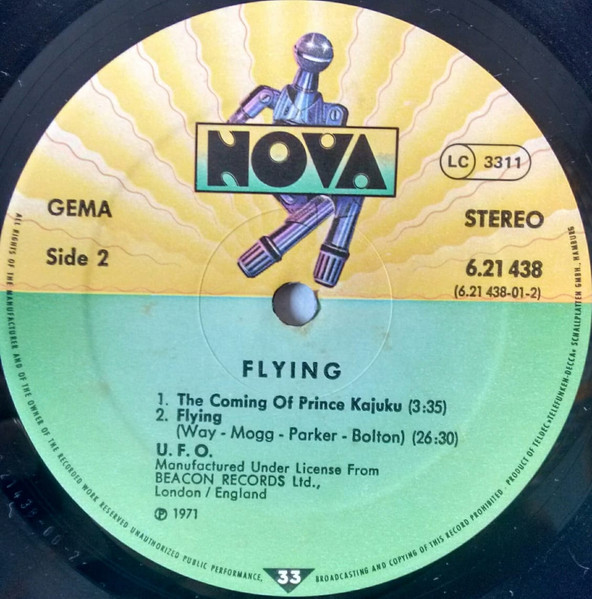 NOVA
LC 3311
GEMA
STEREO
Side 2
6.21 438
(6.21 438-01-2)
FLYING
1. The Coming Of Prince Kajuku (3:35)
2. Flying
(Way - Mogg - Parker - Bolton) (26:30)
U. F. O.
Manufactured Under License From
BEACON RECORDS Ltd.,
London / England
℗ 1971
33
ALL RIGHTS OF THE MANUFACTURER AND OF THE OWNER OF THE RECORDED WORK RESERVED UNAUTHORIZED PUBLIC PERFORMANCE, BROADCASTING AND COPYING OF THIS RECORD PROHIBITED · PRODUCT OF TELDEC »TELEFUNKEN-DECCA« SCHALLPLATTEN GMBH., HAMBURG